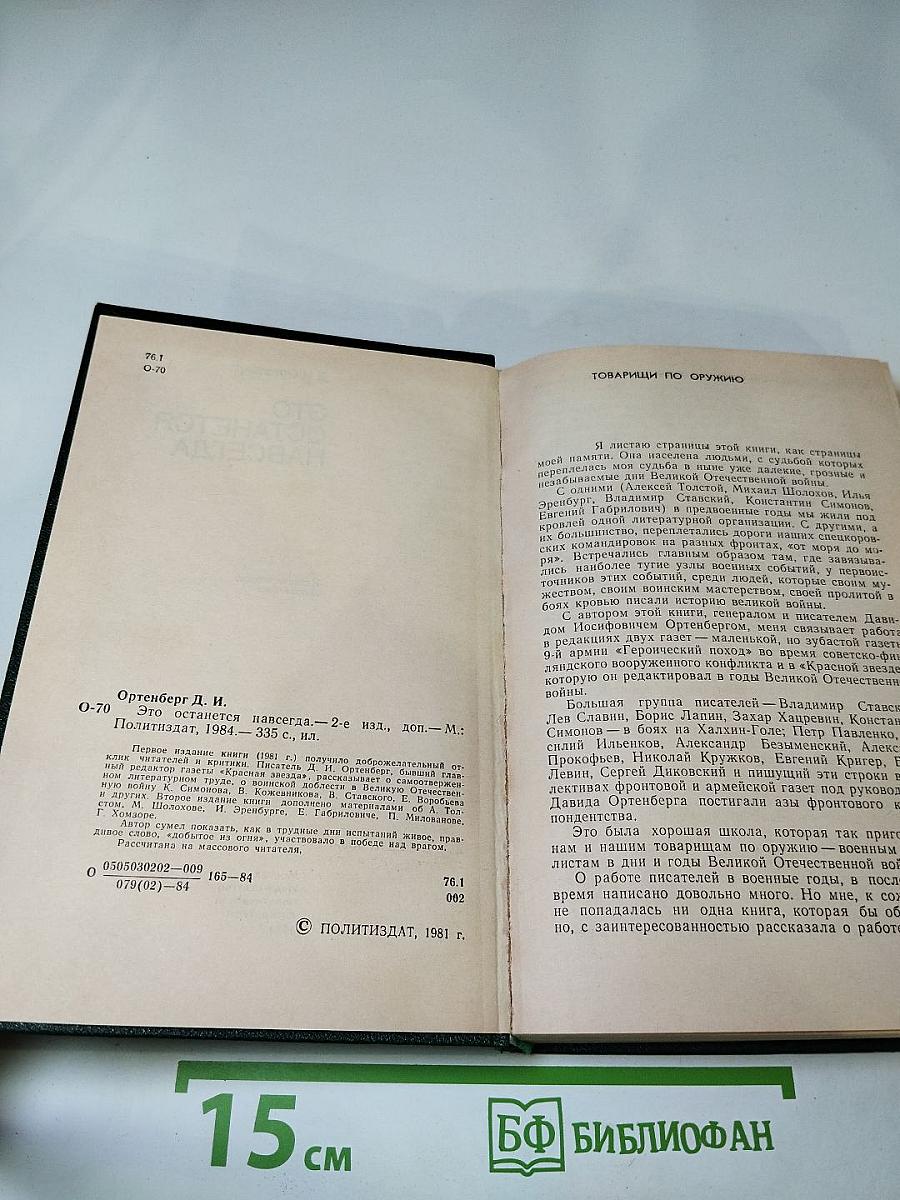 76.1
О-70
Ортенберг Д. И.
О-70 Это останется навсегда.— 2-е изд., доп.— М.:
Политиздат, 1984.— 335 с., ил.
Первое издание книги (1981 г.) получило доброжелательный от-
клик читателей и критики. Писатель Д. И. Ортенберг, бывший глав-
ный редактор газеты «Красная звезда», рассказывает о самоотвержен-
ном литературном труде, о воинской доблести в Великую Отечествен-
ную войну К. Симонова, В. Кожевникова, В. Ставского, Е. Воробьева
и других. Второе издание книги дополнено материалами об А. Тол-
стом, М. Шолохове, И. Эренбурге, Е. Габриловиче, П. Милованове,
Г. Хомзоре.
Автор сумел показать, как в трудные дни испытаний живое, прав-
дивое слово, «добытое из огня», участвовало в победе над врагом.
Рассчитана на массового читателя,
О 0505030202—009 165—84 76.1
079(02)—84 002
© ПОЛИТИЗДАТ, 1981 г.
ТОВАРИЩИ ПО ОРУЖИЮ
Я листаю страницы этой книги, как страницы
моей памяти. Она населена людьми, с судьбой которых
переплелась моя судьба в ныне уже далекие, грозные и
незабываемые дни Великой Отечественной войны.
С одними (Алексей Толстой, Михаил Шолохов, Илья
Эренбург, Владимир Ставский, Константин Симонов,
Евгений Габрилович) в предвоенные годы мы жили под
кровлей одной литературной организации. С другими, а
их большинство, переплетались дороги наших спецкоров-
ских командировок на разных фронтах, «от моря до мо-
ря». Встречались главным образом там, где завязыва-
лись наиболее тугие узлы военных событий, у первоис-
точников этих событий, среди людей, которые своим му-
жеством, своим воинским мастерством, своей пролитой в
боях кровью писали историю великой войны.
С автором этой книги, генералом и писателем Дави-
дом Иосифовичем Ортенбергом, меня связывает работа
в редакциях двух газет — маленькой, но зубастой газеты
9-й армии «Героический поход» во время советско-фин-
ляндского вооруженного конфликта и в «Красной звезде
которую он редактировал в годы Великой Отечественн
войны.
Большая группа писателей — Владимир Ставск
Лев Славин, Борис Лапин, Захар Хацревин, Констан
Симонов — в боях на Халхин-Голе; Петр Павленко,
силий Ильенков, Александр Безыменский, Алекс
Прокофьев, Николай Кружков, Евгений Кригер, Б
Левин, Сергей Диковский и пишущий эти строки в
лективах фронтовой и армейской газет под руковод
Давида Ортенберга постигали азы фронтового к
пондентства.
Это была хорошая школа, которая так приго
нам и нашим товарищам по оружию — военным
листам в дни и годы Великой Отечественной вой
О работе писателей в военные годы, в после
время написано довольно много. Но мне, к сож
не попадалась ни одна книга, которая бы об
но, с заинтересованностью рассказала о работе
15 см
БФ БИБЛИОФАН